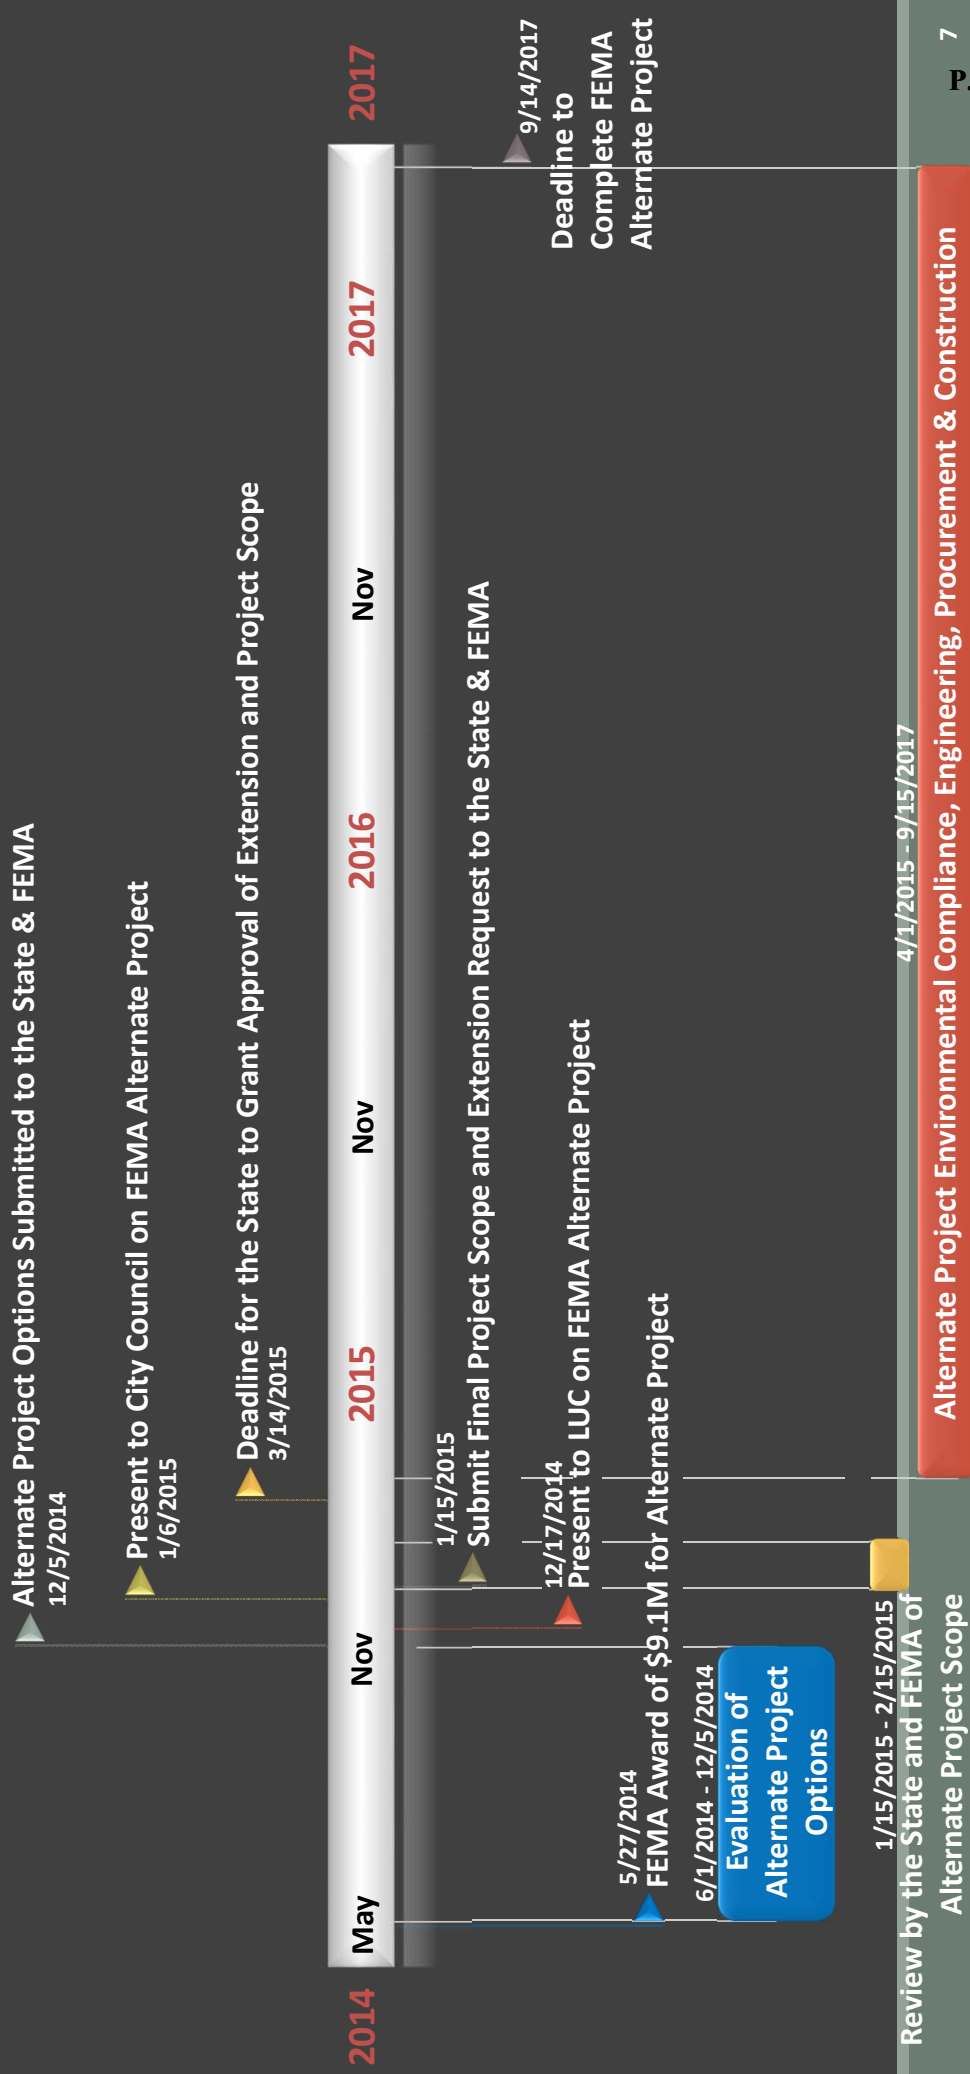 Alternate Project Options Submitted to the State & FEMA
12/5/2014
Present to City Council on FEMA Alternate Project
1/6/2015
Deadline for the State to Grant Approval of Extension and Project Scope
3/14/2015
2014
May
Nov
2015
Nov
2016
Nov
2017
2017
1/15/2015
Submit Final Project Scope and Extension Request to the State & FEMA
9/14/2017
Deadline to
Complete FEMA
Alternate Project
12/17/2014
Present to LUC on FEMA Alternate Project
5/27/2014
FEMA Award of $9.1M for Alternate Project
6/1/2014 - 12/5/2014
Evaluation of
Alternate Project
Options
1/15/2015 - 2/15/2015
Review by the State and FEMA of
Alternate Project Scope
4/1/2015 - 9/15/2017
Alternate Project Environmental Compliance, Engineering, Procurement & Construction
7
P.